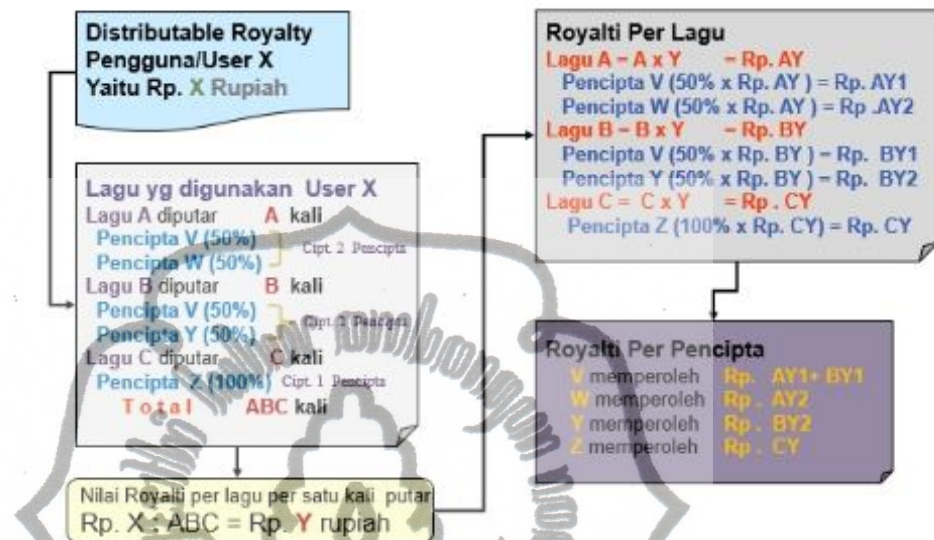 Distributable Royalty
Pengguna/User X
Yaitu Rp. X Rupiah
Lagu yg digunakan User X
Lagu A diputar A kali
Pencipta V (50%)
Pencipta W (50%)
Cipt. 2 Pencipta
Lagu B diputar B kali
Pencipta V (50%)
Pencipta Y (50%)
Cipt. 2 Pencipta
Lagu C diputar C kali
Pencipta Z (100%) Cipt. 1 Pencipta
Total ABC kali
Nilai Royalti per lagu per satu kali putar
Rp. X : ABC = Rp. Y rupiah
Royalti Per Lagu
Lagu A = A x Y = Rp. AY
Pencipta V (50% x Rp. AY ) = Rp. AY1
Pencipta W (50% x Rp. AY ) = Rp .AY2
Lagu B = B x Y = Rp. BY
Pencipta V (50% x Rp. BY ) = Rp. BY1
Pencipta Y (50% x Rp. BY ) = Rp. BY2
Lagu C = C x Y = Rp . CY
Pencipta Z (100% x Rp. CY) = Rp. CY
Royalti Per Pencipta
V memperoleh Rp. AY1+ BY1
W memperoleh Rp . AY2
Y memperoleh Rp . BY2
Z memperoleh Rp . CY